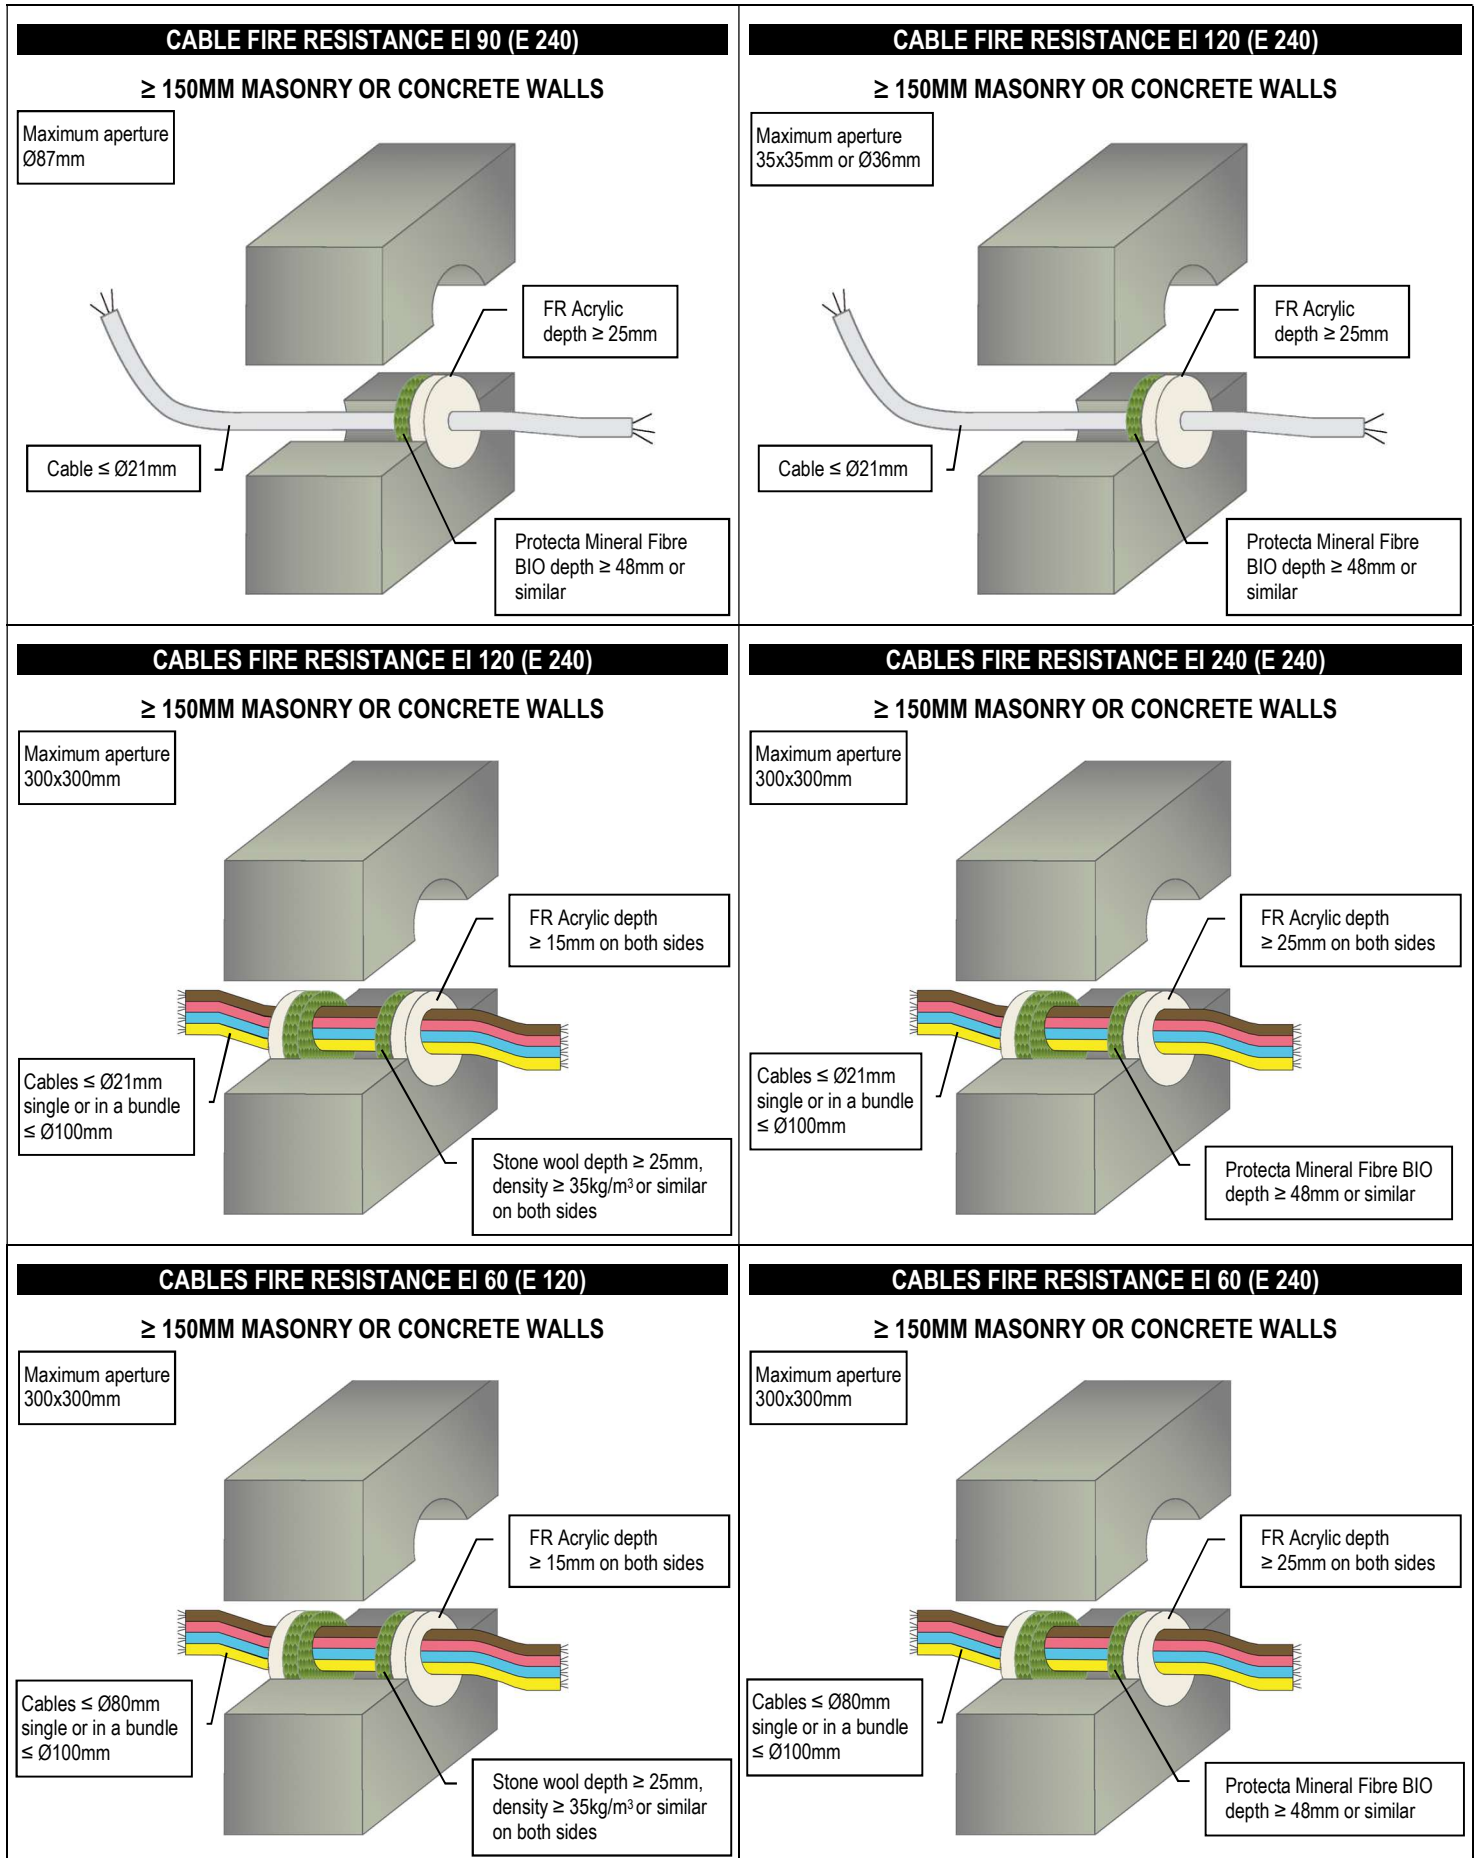 CABLE FIRE RESISTANCE EI 90 (E 240)
≥ 150MM MASONRY OR CONCRETE WALLS
Maximum aperture
Ø87mm
FR Acrylic
depth ≥ 25mm
Cable ≤ Ø21mm
Protecta Mineral Fibre
BIO depth ≥ 48mm or
similar
CABLE FIRE RESISTANCE EI 120 (E 240)
≥ 150MM MASONRY OR CONCRETE WALLS
Maximum aperture
35x35mm or Ø36mm
FR Acrylic
depth ≥ 25mm
Cable ≤ Ø21mm
Protecta Mineral Fibre
BIO depth ≥ 48mm or
similar
CABLES FIRE RESISTANCE EI 120 (E 240)
≥ 150MM MASONRY OR CONCRETE WALLS
Maximum aperture
300x300mm
FR Acrylic depth
≥ 15mm on both sides
Cables ≤ Ø21mm
single or in a bundle
≤ Ø100mm
Stone wool depth ≥ 25mm,
density ≥ 35kg/m³ or similar
on both sides
CABLES FIRE RESISTANCE EI 240 (E 240)
≥ 150MM MASONRY OR CONCRETE WALLS
Maximum aperture
300x300mm
FR Acrylic depth
≥ 25mm on both sides
Cables ≤ Ø21mm
single or in a bundle
≤ Ø100mm
Protecta Mineral Fibre BIO
depth ≥ 48mm or similar
CABLES FIRE RESISTANCE EI 60 (E 120)
≥ 150MM MASONRY OR CONCRETE WALLS
Maximum aperture
300x300mm
FR Acrylic depth
≥ 15mm on both sides
Cables ≤ Ø80mm
single or in a bundle
≤ Ø100mm
Stone wool depth ≥ 25mm,
density ≥ 35kg/m³ or similar
on both sides
CABLES FIRE RESISTANCE EI 60 (E 240)
≥ 150MM MASONRY OR CONCRETE WALLS
Maximum aperture
300x300mm
FR Acrylic depth
≥ 25mm on both sides
Cables ≤ Ø80mm
single or in a bundle
≤ Ø100mm
Protecta Mineral Fibre BIO
depth ≥ 48mm or similar